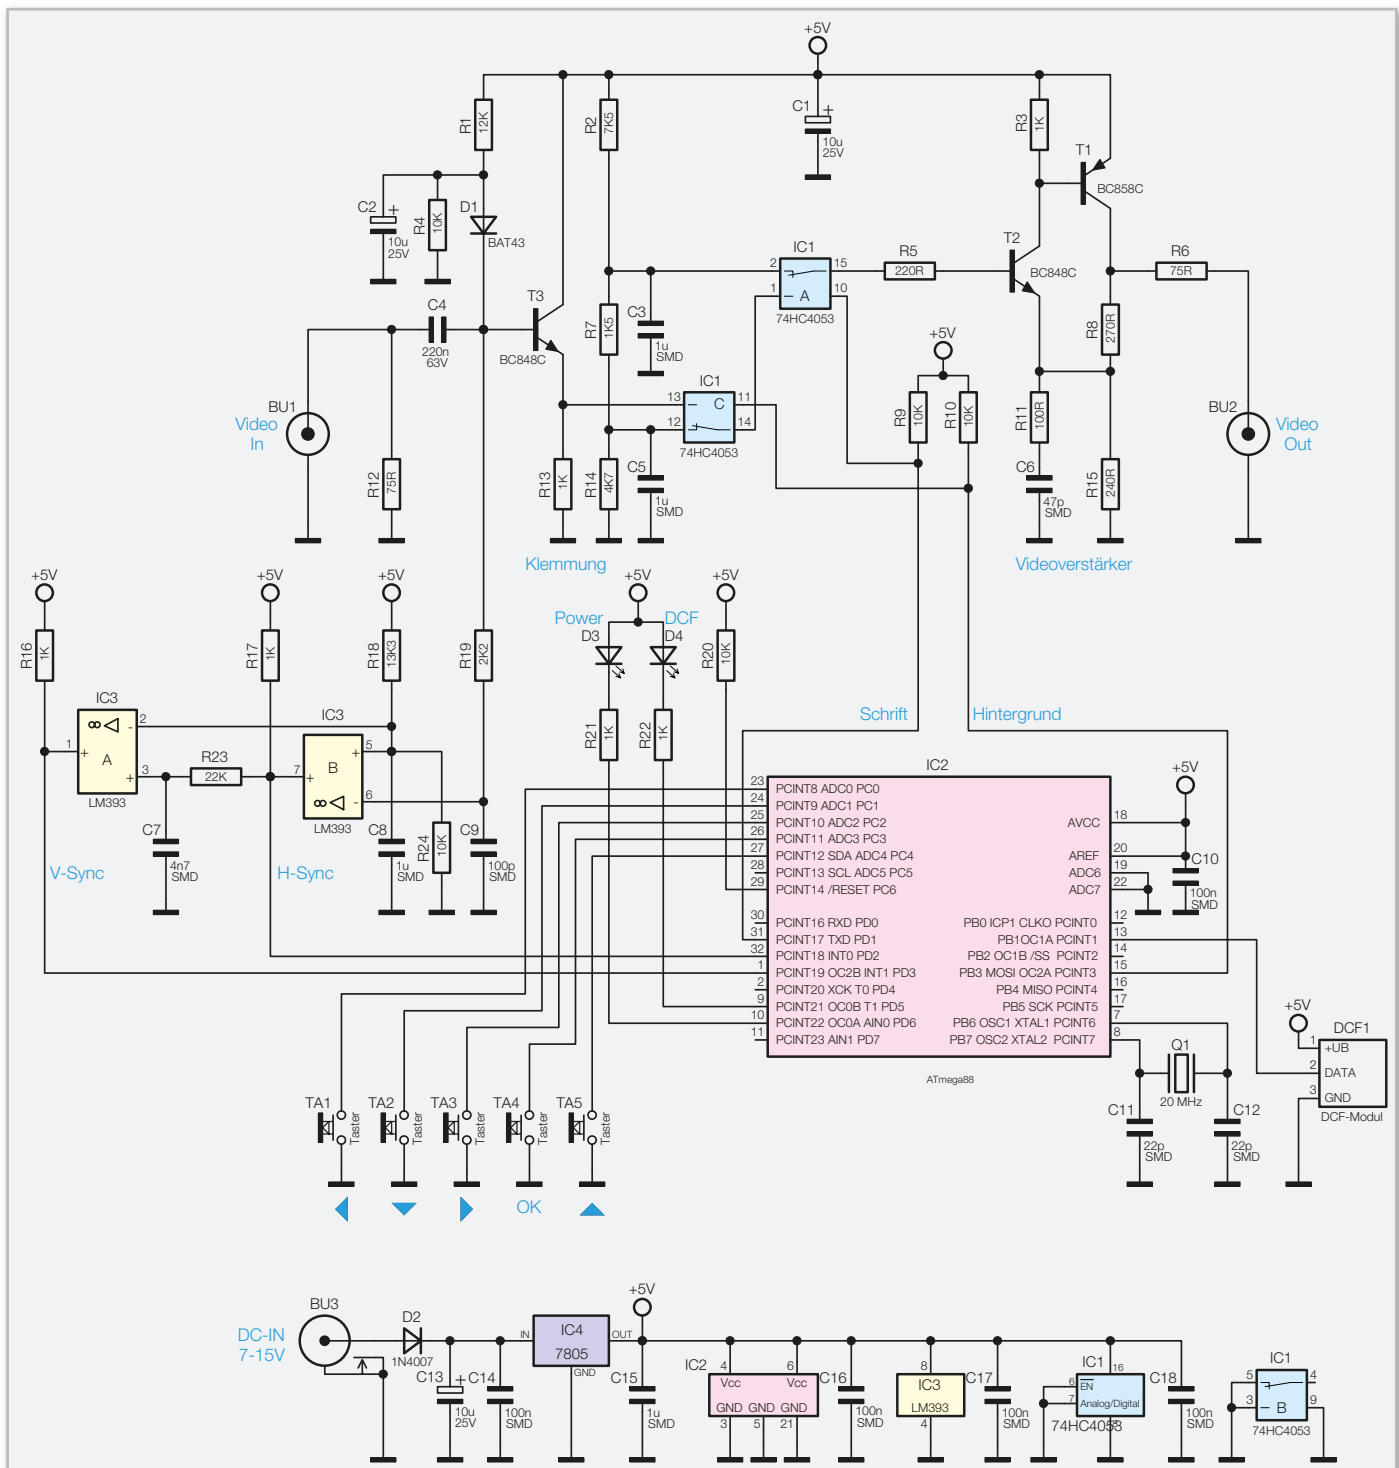 +5V
R1
12K
R2
7K5
C1
+
10u
25V
R3
1K
T1
BC858C
C2
+
10u
25V
R4
10K
D1
BAT43
IC1
2
15
1
A
10
74HC4053
R5
220R
T2
BC848C
R6
75R
C4
220n
63V
T3
BC848C
R7
1K5
C3
1u
SMD
+5V
R8
270R
BU1
Video
In
IC1
13
C
11
12
14
74HC4053
R9
10K
R10
10K
R11
100R
BU2
Video
Out
R12
75R
R13
1K
R14
4K7
C5
1u
SMD
C6
47p
SMD
R15
240R
Klemmung
Videoverstärker
+5V
+5V
+5V
+5V
+5V
Power
DCF
R16
1K
R17
1K
R18
13K3
R19
2K2
D3
D4
R20
10K
IC3
2
8
-
1
+
A
3
+
LM393
R23
22K
IC3
5
+
B
7
+
8
-
6
LM393
R21
1K
R22
1K
Schrift
Hintergrund
C7
4n7
SMD
C8
1u
SMD
R24
10K
C9
100p
SMD
V-Sync
H-Sync
IC2
23
PCINT8 ADC0 PC0
24
PCINT9 ADC1 PC1
25
PCINT10 ADC2 PC2
26
PCINT11 ADC3 PC3
27
PCINT12 SDA ADC4 PC4
28
PCINT13 SCL ADC5 PC5
29
PCINT14 /RESET PC6
30
PCINT16 RXD PD0
31
PCINT17 TXD PD1
32
PCINT18 INT0 PD2
1
PCINT19 OC2B INT1 PD3
2
PCINT20 XCK T0 PD4
9
PCINT21 OC0B T1 PD5
10
PCINT22 OC0A AIN0 PD6
11
PCINT23 AIN1 PD7
AVCC
18
AREF
20
ADC6
19
ADC7
22
PB0 ICP1 CLKO PCINT0
12
PB1OC1A PCINT1
13
PB2 OC1B /SS PCINT2
14
PB3 MOSI OC2A PCINT3
15
PB4 MISO PCINT4
16
PB5 SCK PCINT5
17
PB6 OSC1 XTAL1 PCINT6
7
PB7 OSC2 XTAL2 PCINT7
8
ATmega88
+5V
C10
100n
SMD
Q1
20 MHz
C11
22p
SMD
C12
22p
SMD
+5V
DCF1
1
+UB
2
DATA
3
GND
DCF-Modul
TA1
Taster
TA2
Taster
TA3
Taster
TA4
Taster
TA5
Taster
OK
BU3
DC-IN
7-15V
D2
1N4007
C13
+
10u
25V
C14
100n
SMD
IN
IC4
7805
OUT
GND
+5V
C15
1u
SMD
IC2
4
6
Vcc
Vcc
GND
GND
GND
3
5
21
C16
100n
SMD
8
IC3
LM393
4
C17
100n
SMD
IC1
16
6
EN
7
Analog/Digital
74HC4053
8
C18
100n
SMD
IC1
5
4
3
B
9
74HC4053